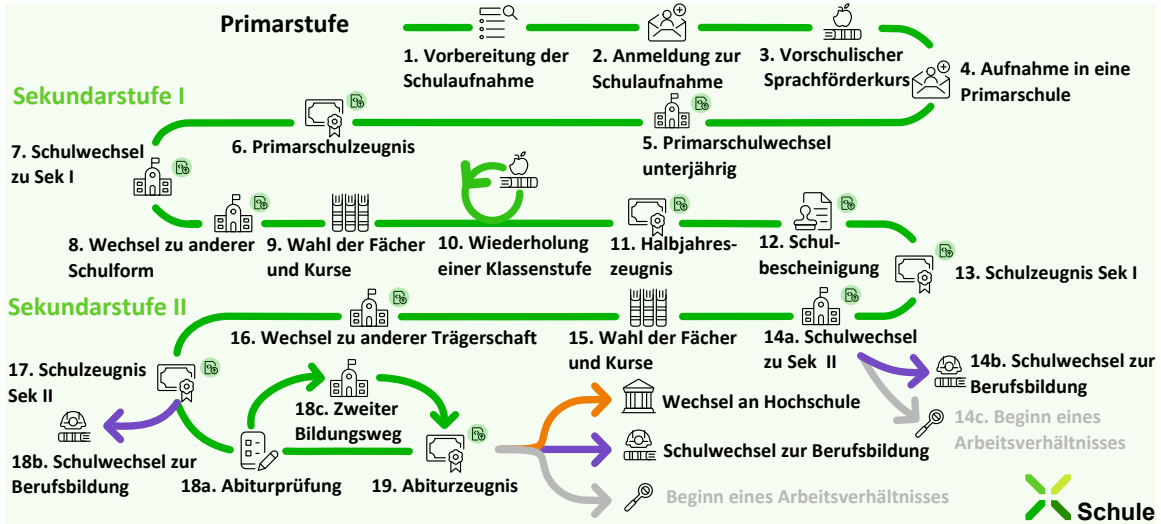 Primarstufe
1. Vorbereitung der
Schulaufnahme
2. Anmeldung zur
Schulaufnahme
3. Vorschulischer
Sprachförderkurs
4. Aufnahme in eine
Primarschule
Sekundarstufe I
5. Primarschulwechsel
unterjährig
6. Primarschulzeugnis
7. Schulwechsel
zu Sek I
8. Wechsel zu anderer
Schulform
9. Wahl der Fächer
und Kurse
10. Wiederholung
einer Klassenstufe
11. Halbjahres-
zeugnis
12. Schul-
bescheinigung
13. Schulzeugnis Sek I
Sekundarstufe II
14a. Schulwechsel
zu Sek II
14b. Schulwechsel zur
Berufsbildung
14c. Beginn eines
Arbeitsverhältnisses
15. Wahl der Fächer
und Kurse
16. Wechsel zu anderer Trägerschaft
17. Schulzeugnis
Sek II
18b. Schulwechsel zur
Berufsbildung
18a. Abiturprüfung
18c. Zweiter
Bildungsweg
19. Abiturzeugnis
Wechsel an Hochschule
Schulwechsel zur Berufsbildung
Beginn eines Arbeitsverhältnisses
Schule